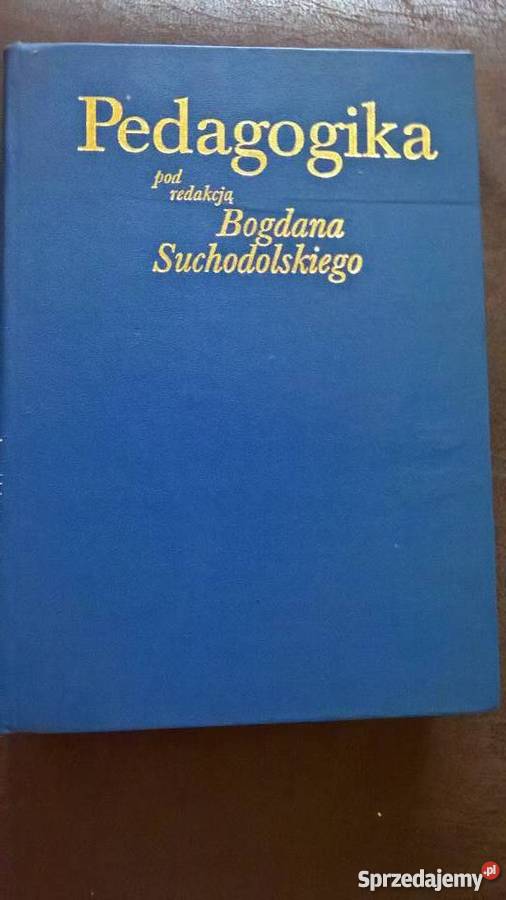 Pedagogika
pod
redakcją
Bogdana
Suchodolskiego
Sprzedajemy.pl